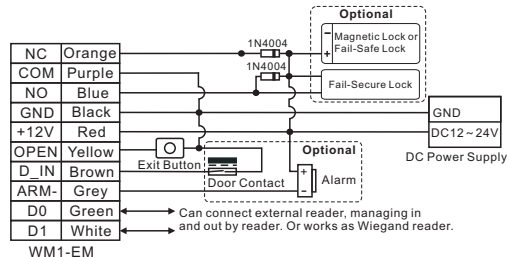 Optional
1N4004
Magnetic Lock or
Fail-Safe Lock
−
+
NC Orange
COM Purple
1N4004
NO Blue
Fail-Secure Lock
GND Black
GND
+12V Red
DC12~24V
OPEN Yellow
Optional
DC Power Supply
Exit Button
D_IN Brown
Door Contact
+
−
Alarm
ARM- Grey
D0 Green
Can connect external reader, managing in
and out by reader. Or works as Wiegand reader.
D1 White
WM1-EM